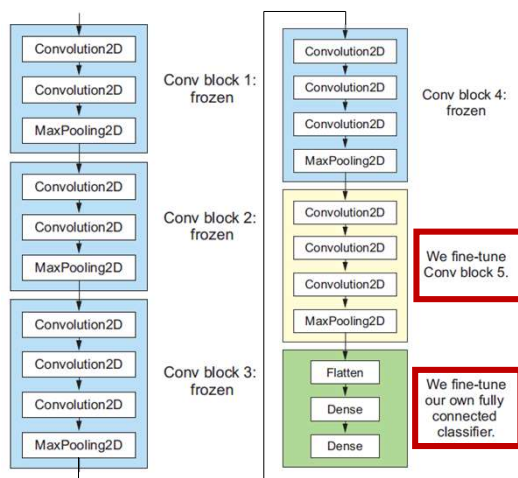 Convolution2D
Convolution2D
MaxPooling2D
Conv block 1:
frozen
Convolution2D
Convolution2D
MaxPooling2D
Conv block 2:
frozen
Convolution2D
Convolution2D
Convolution2D
MaxPooling2D
Conv block 3:
frozen
Convolution2D
Convolution2D
Convolution2D
MaxPooling2D
Conv block 4:
frozen
Convolution2D
Convolution2D
Convolution2D
MaxPooling2D
We fine-tune
Conv block 5.
Flatten
Dense
Dense
We fine-tune
our own fully
connected
classifier.